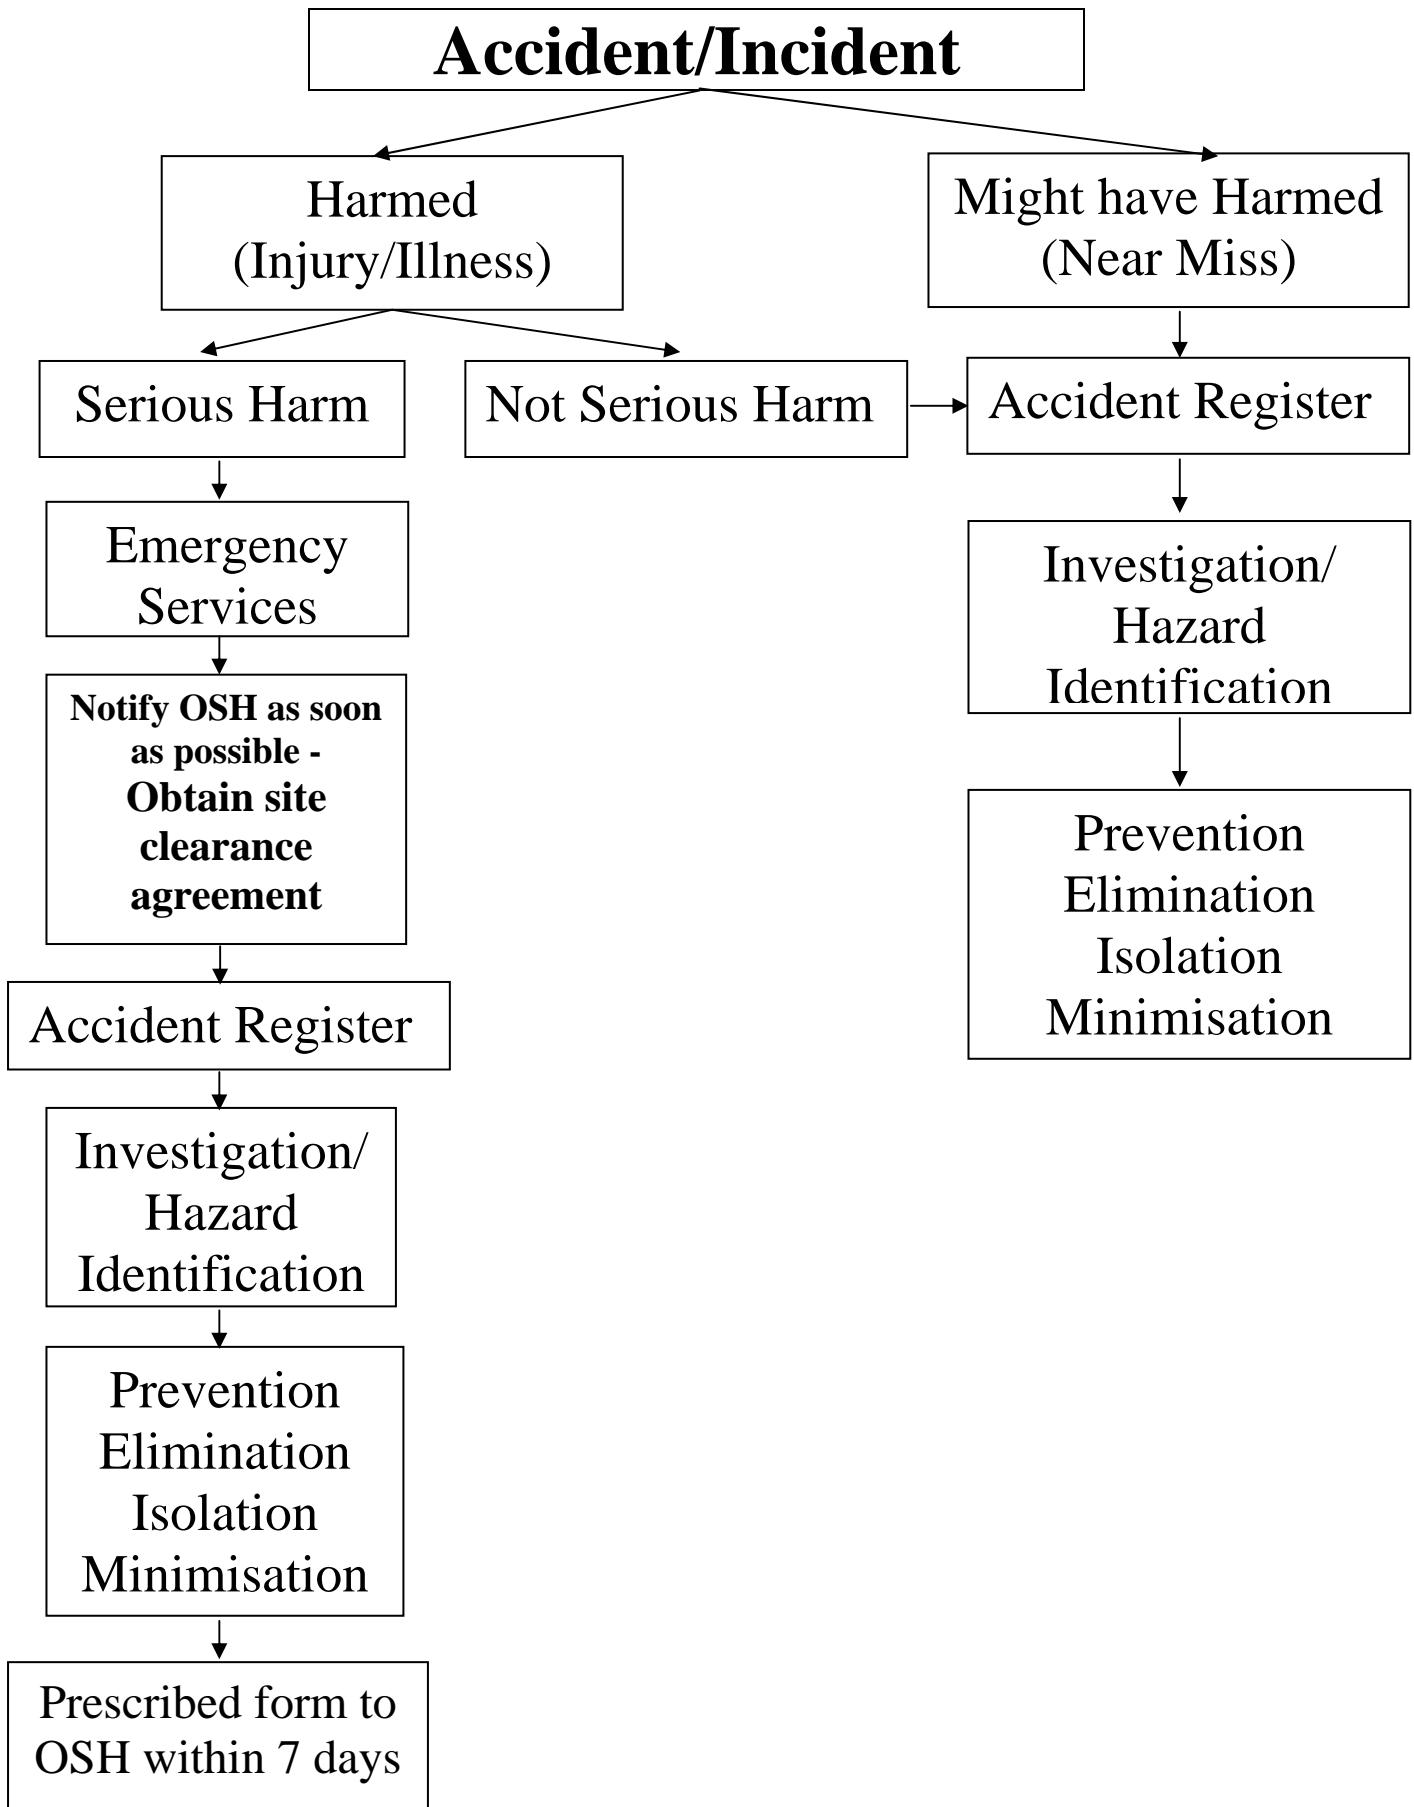 Accident/Incident
Harmed
(Injury/Illness)
Might have Harmed
(Near Miss)
Serious Harm
Not Serious Harm
Accident Register
Emergency
Services
Investigation/
Hazard
Identification
Notify OSH as soon
as possible -
Obtain site
clearance
agreement
Prevention
Elimination
Isolation
Minimisation
Accident Register
Investigation/
Hazard
Identification
Prevention
Elimination
Isolation
Minimisation
Prescribed form to
OSH within 7 days